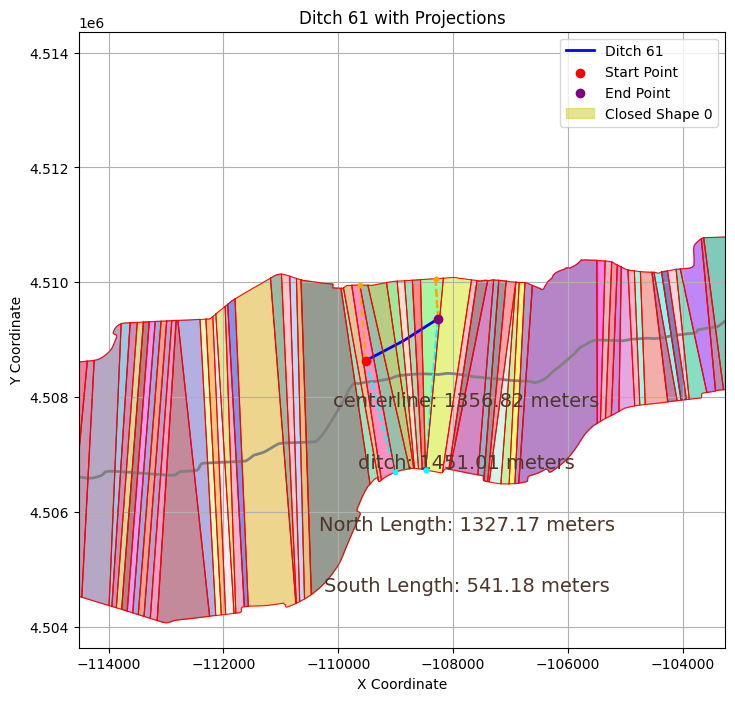 Ditch 61 with Projections
1e6
4.514
4.512
4.510
4.508
4.506
4.504
Y Coordinate
Ditch 61
Start Point
End Point
Closed Shape 0
centerline: 1356.82 meters
ditch: 1451.01 meters
North Length: 1327.17 meters
South Length: 541.18 meters
−114000 −112000 −110000 −108000 −106000 −104000
X Coordinate